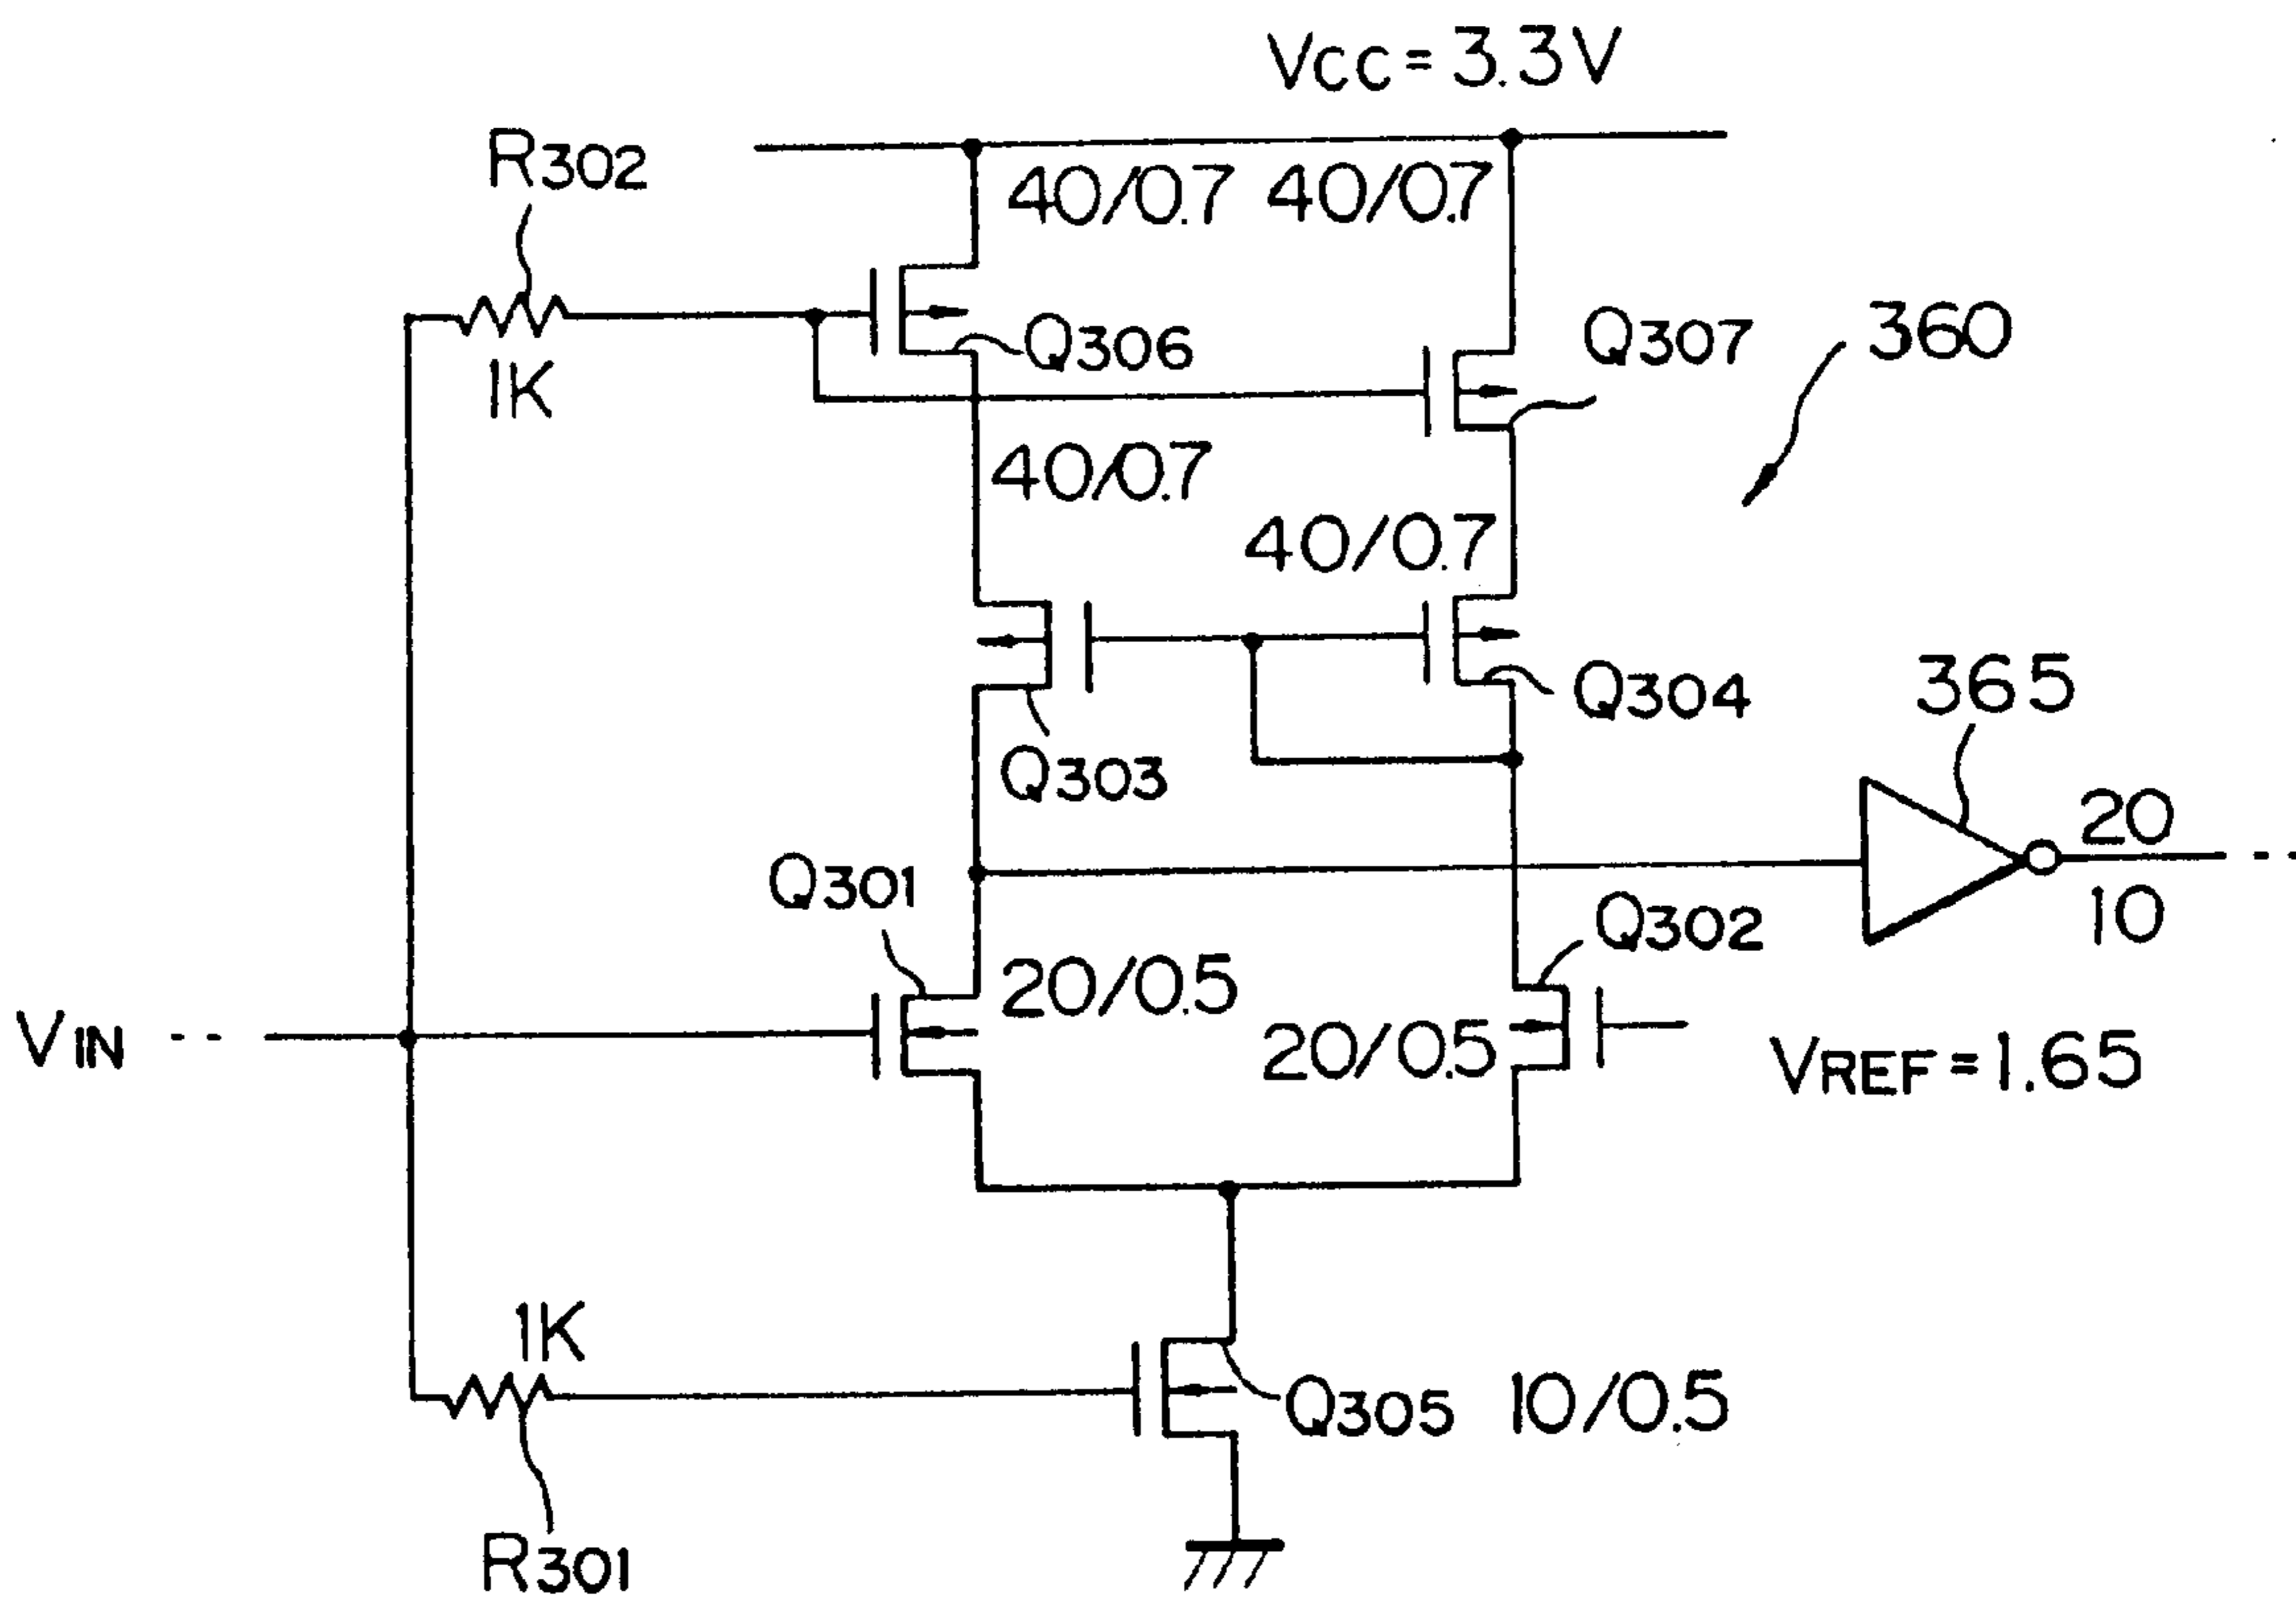 Vcc = 3.3V
R302
40/0.7 40/0.7
Q306
Q307
360
1K
40/0.7
40/0.7
Q304
365
Q303
20
Q301
Q302
10
20/0.5
VIN
20/0.5
VREF = 1.65
1K
Q305 10/0.5
R301